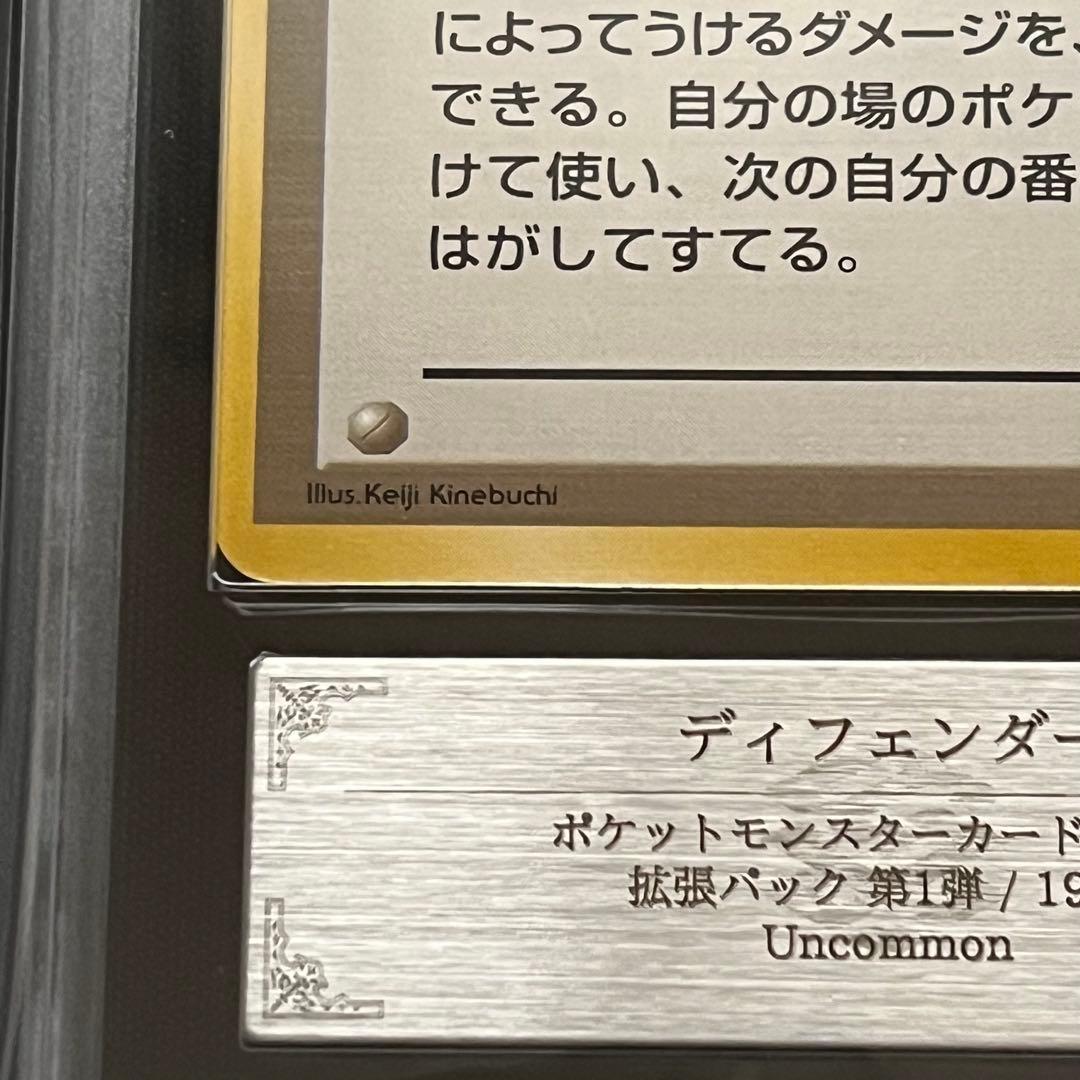 によってうけるダメージを、
できる。自分の場のポケ
けて使い、次の自分の番
はがしてすてる。
Illus.Keiji Kinebuchi
ディフェンダー
ポケットモンスターカード
拡張パック 第1弾 / 19
Uncommon